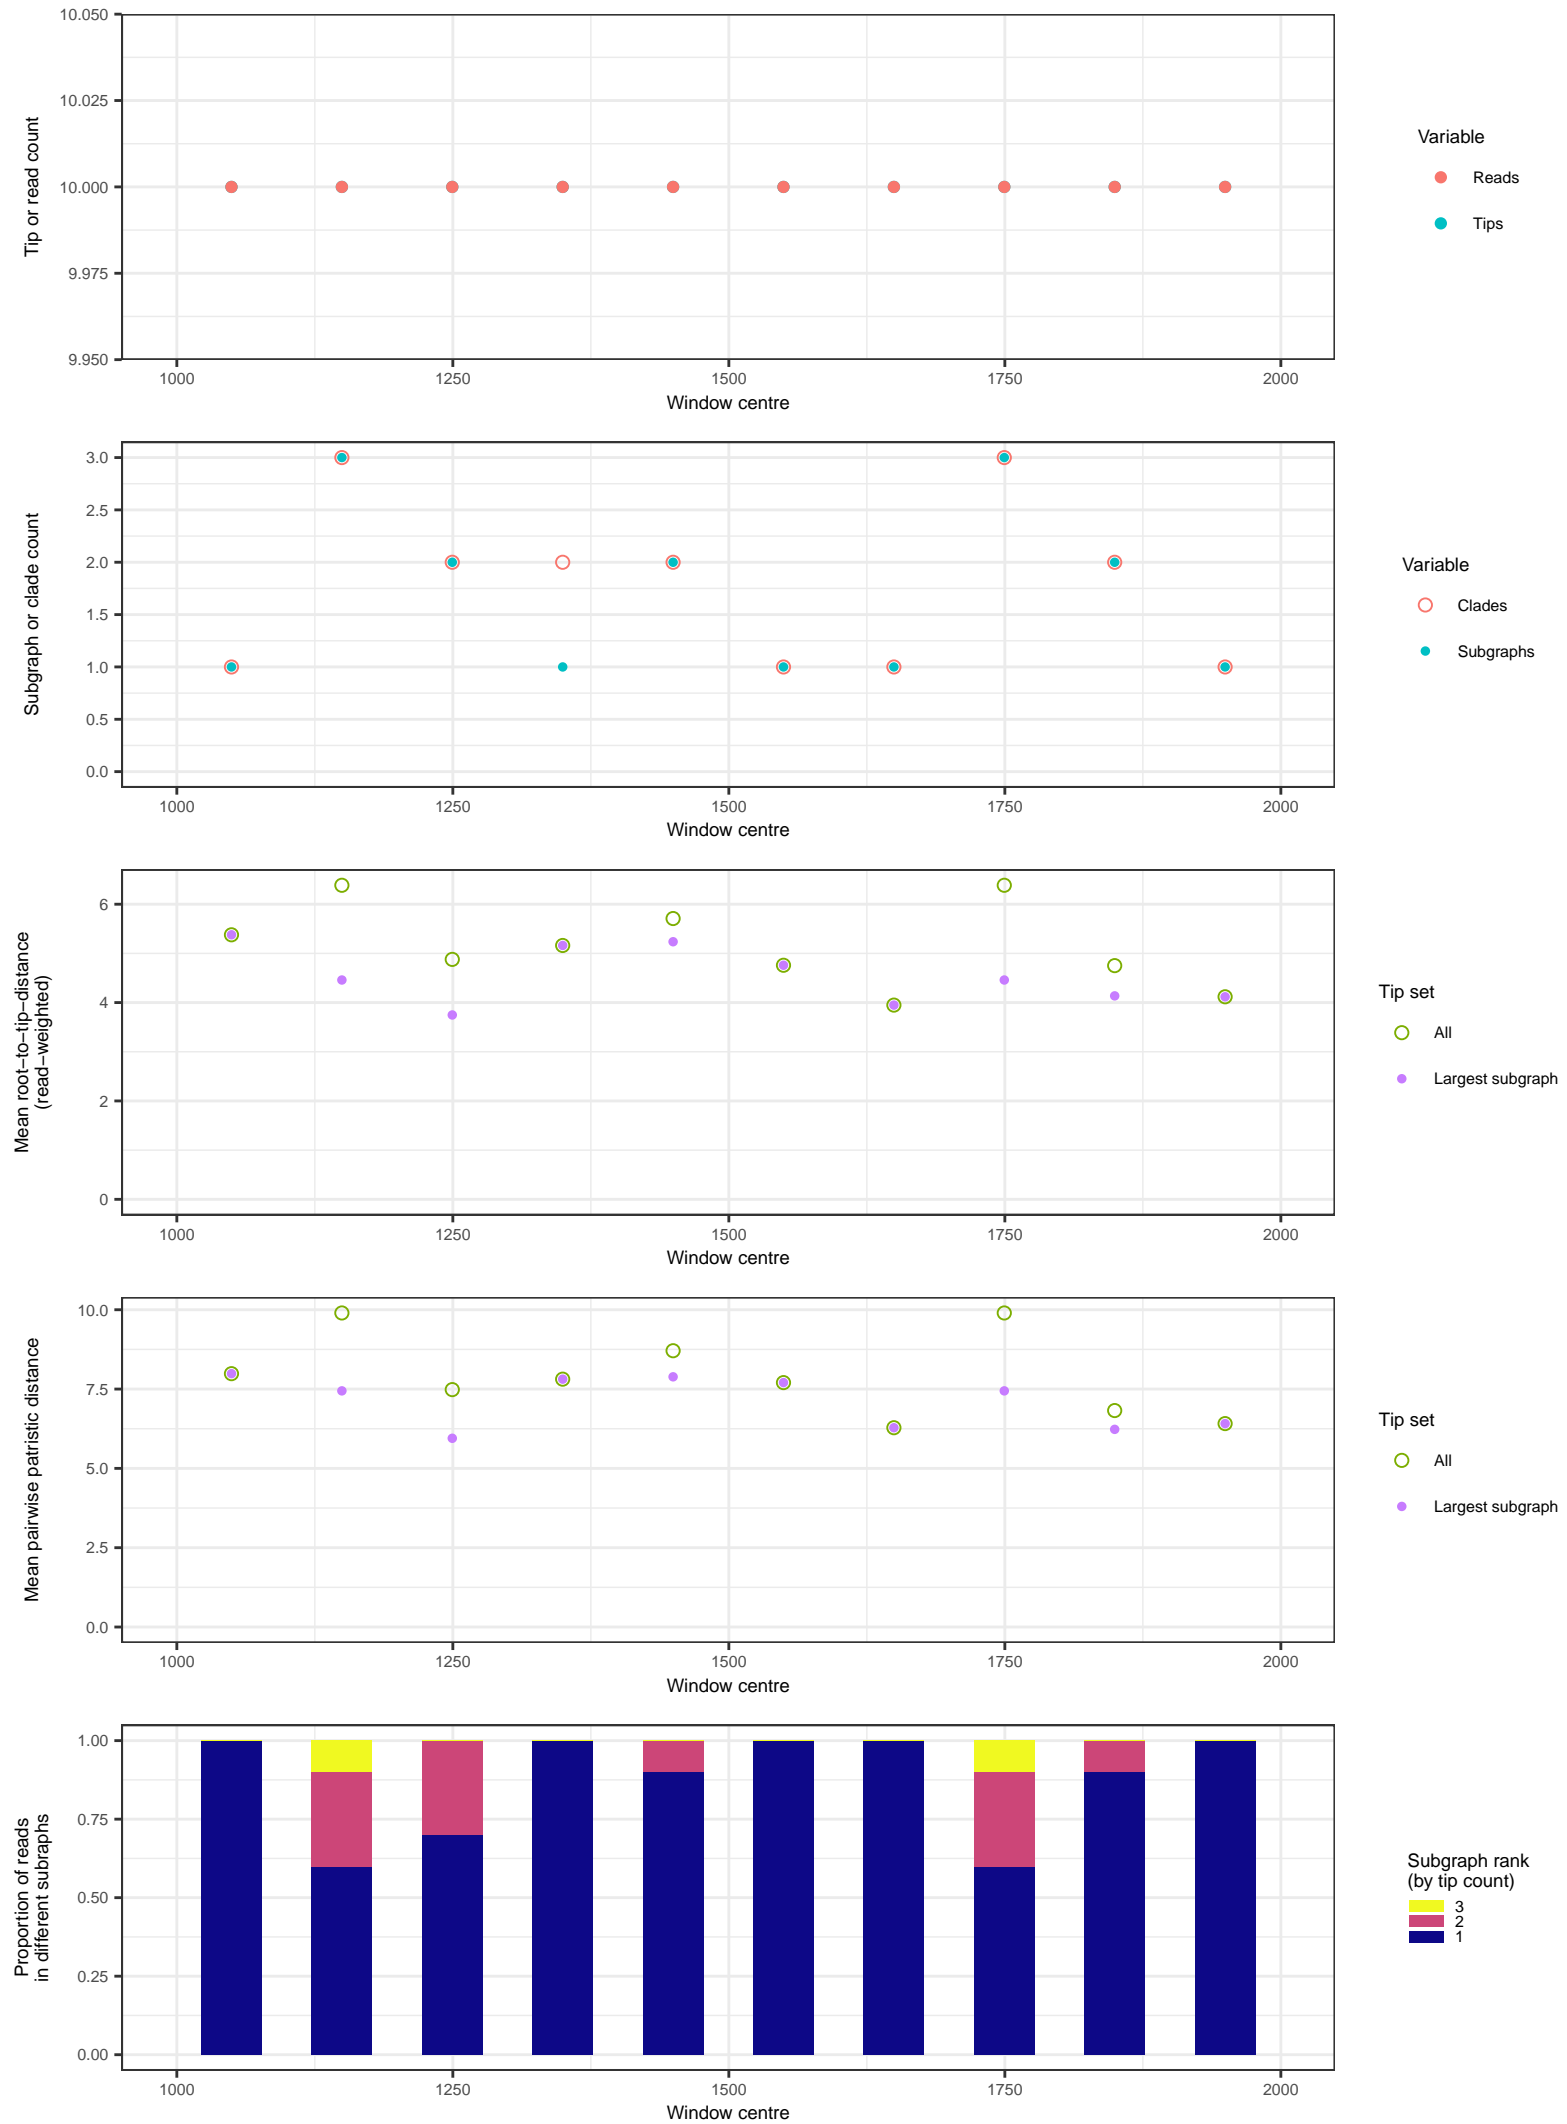 10.050
10.025
10.000
9.975
9.950
Tip or read count
1000 1250 1500 1750 2000
Window centre
Variable
Reads
Tips
3.0
2.5
2.0
1.5
1.0
0.5
0.0
Subgraph or clade count
1000 1250 1500 1750 2000
Window centre
Variable
Clades
Subgraphs
6
4
2
0
Mean root−to−tip−distance
(read−weighted)
1000 1250 1500 1750 2000
Window centre
Tip set
All
Largest subgraph
10.0
7.5
5.0
2.5
0.0
Mean pairwise patristic distance
1000 1250 1500 1750 2000
Window centre
Tip set
All
Largest subgraph
1.00
0.75
0.50
0.25
0.00
Proportion of reads
in different subraphs
1000 1250 1500 1750 2000
Window centre
Subgraph rank
(by tip count)
3
2
1